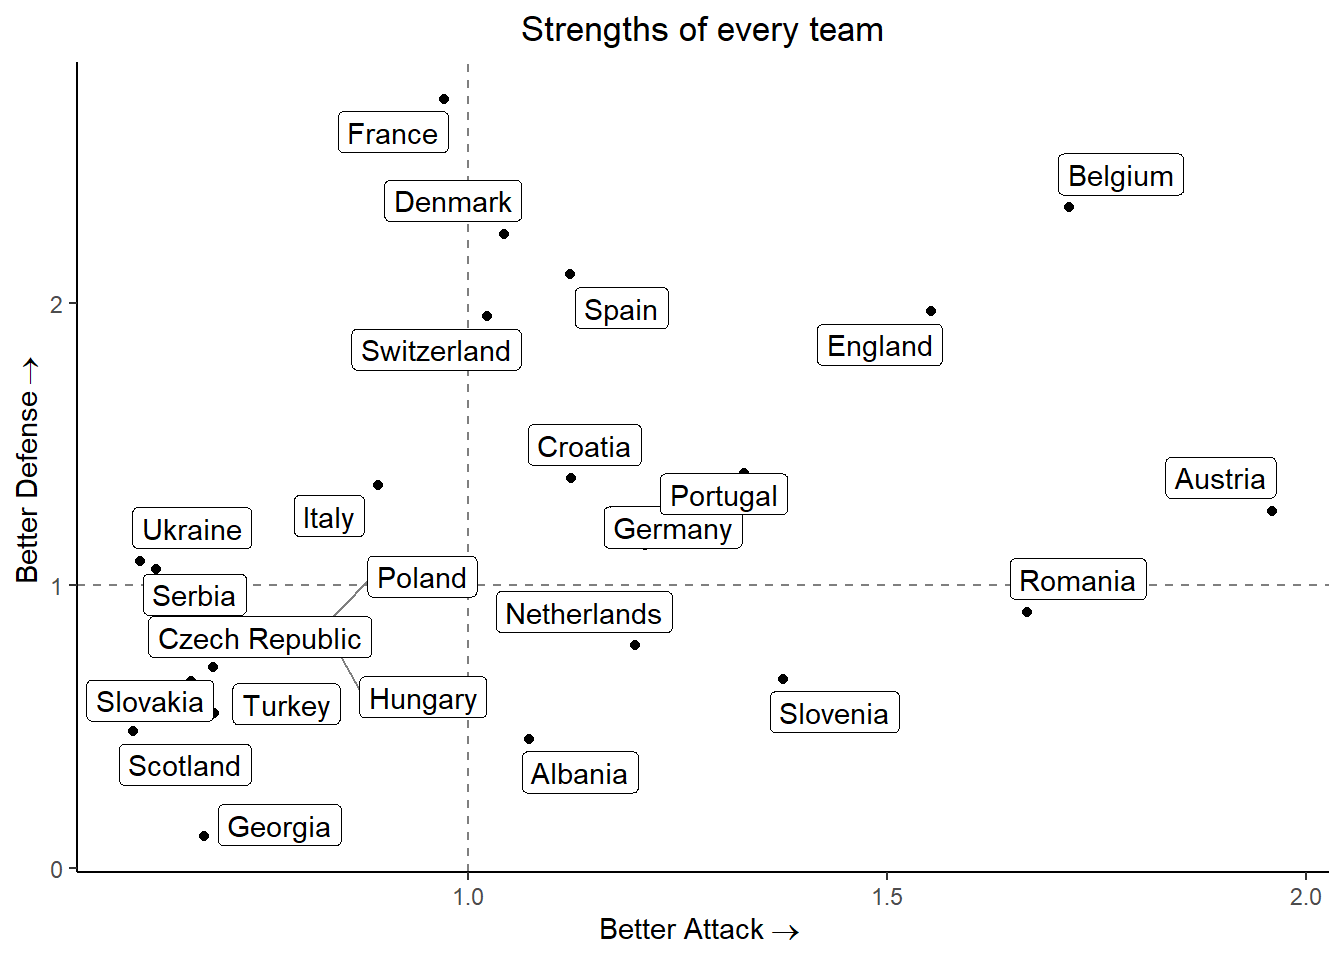 Strengths of every team
France
Denmark
Belgium
2
Spain
Switzerland
England
Better Defense →
Croatia
Austria
Portugal
Italy
Ukraine
Germany
1
Poland
Romania
Serbia
Netherlands
Czech Republic
Slovakia
Turkey
Hungary
Slovenia
Scotland
Albania
Georgia
0
1.0 1.5 2.0
Better Attack →